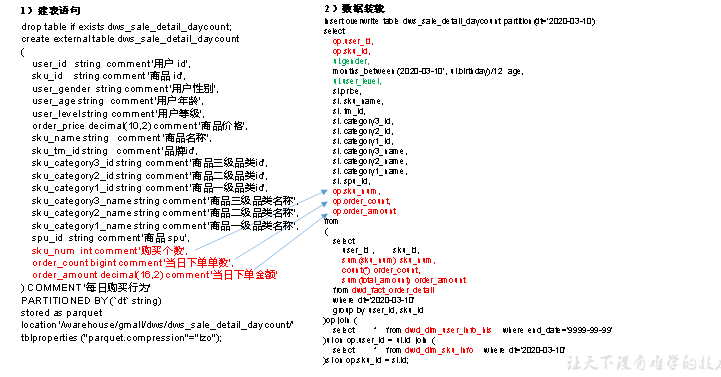 1）建表语句
drop table if exists dws_sale_detail_daycount;
create external table dws_sale_detail_daycount
(
user_id string comment '用户 id',
sku_id string comment '商品 id',
user_gender string comment '用户性别',
user_age string comment '用户年龄',
user_level string comment '用户等级',
order_price decimal(10,2) comment '商品价格',
sku_name string comment '商品名称',
sku_tm_id string comment '品牌id',
sku_category3_id string comment '商品三级品类id',
sku_category2_id string comment '商品二级品类id',
sku_category1_id string comment '商品一级品类id',
sku_category3_name string comment '商品三级品类名称',
sku_category2_name string comment '商品二级品类名称',
sku_category1_name string comment '商品一级品类名称',
spu_id string comment '商品 spu',
sku_num int comment '购买个数',
order_count bigint comment '当日下单单数',
order_amount decimal(16,2) comment '当日下单金额'
) COMMENT '每日购买行为'
PARTITIONED BY(`dt` string)
stored as parquet
location '/warehouse/gmall/dws/dws_sale_detail_daycount/'
tblproperties ("parquet.compression"="lzo");
2）数据装载
insert overwrite table dws_sale_detail_daycount partition(dt='2020-03-10')
select
op.user_id,
op.sku_id,
ui.gender,
months_between('2020-03-10', ui.birthday)/12 age,
ui.user_level,
si.price,
si.sku_name,
si.tm_id,
si.category3_id,
si.category2_id,
si.category1_id,
si.category3_name,
si.category2_name,
si.category1_name,
si.spu_id,
op.sku_num,
op.order_count,
op.order_amount
from
(
select
user_id, sku_id,
sum(sku_num) sku_num,
count(*) order_count,
sum(total_amount) order_amount
from dwd_fact_order_detail
where dt='2020-03-10'
group by user_id, sku_id
)op join (
select * from dwd_dim_user_info_his where end_date='9999-99-99'
)ui on op.user_id = ui.id join (
select * from dwd_dim_sku_info where dt='2020-03-10'
)si on op.sku_id = si.id;
让天下没有难学的技